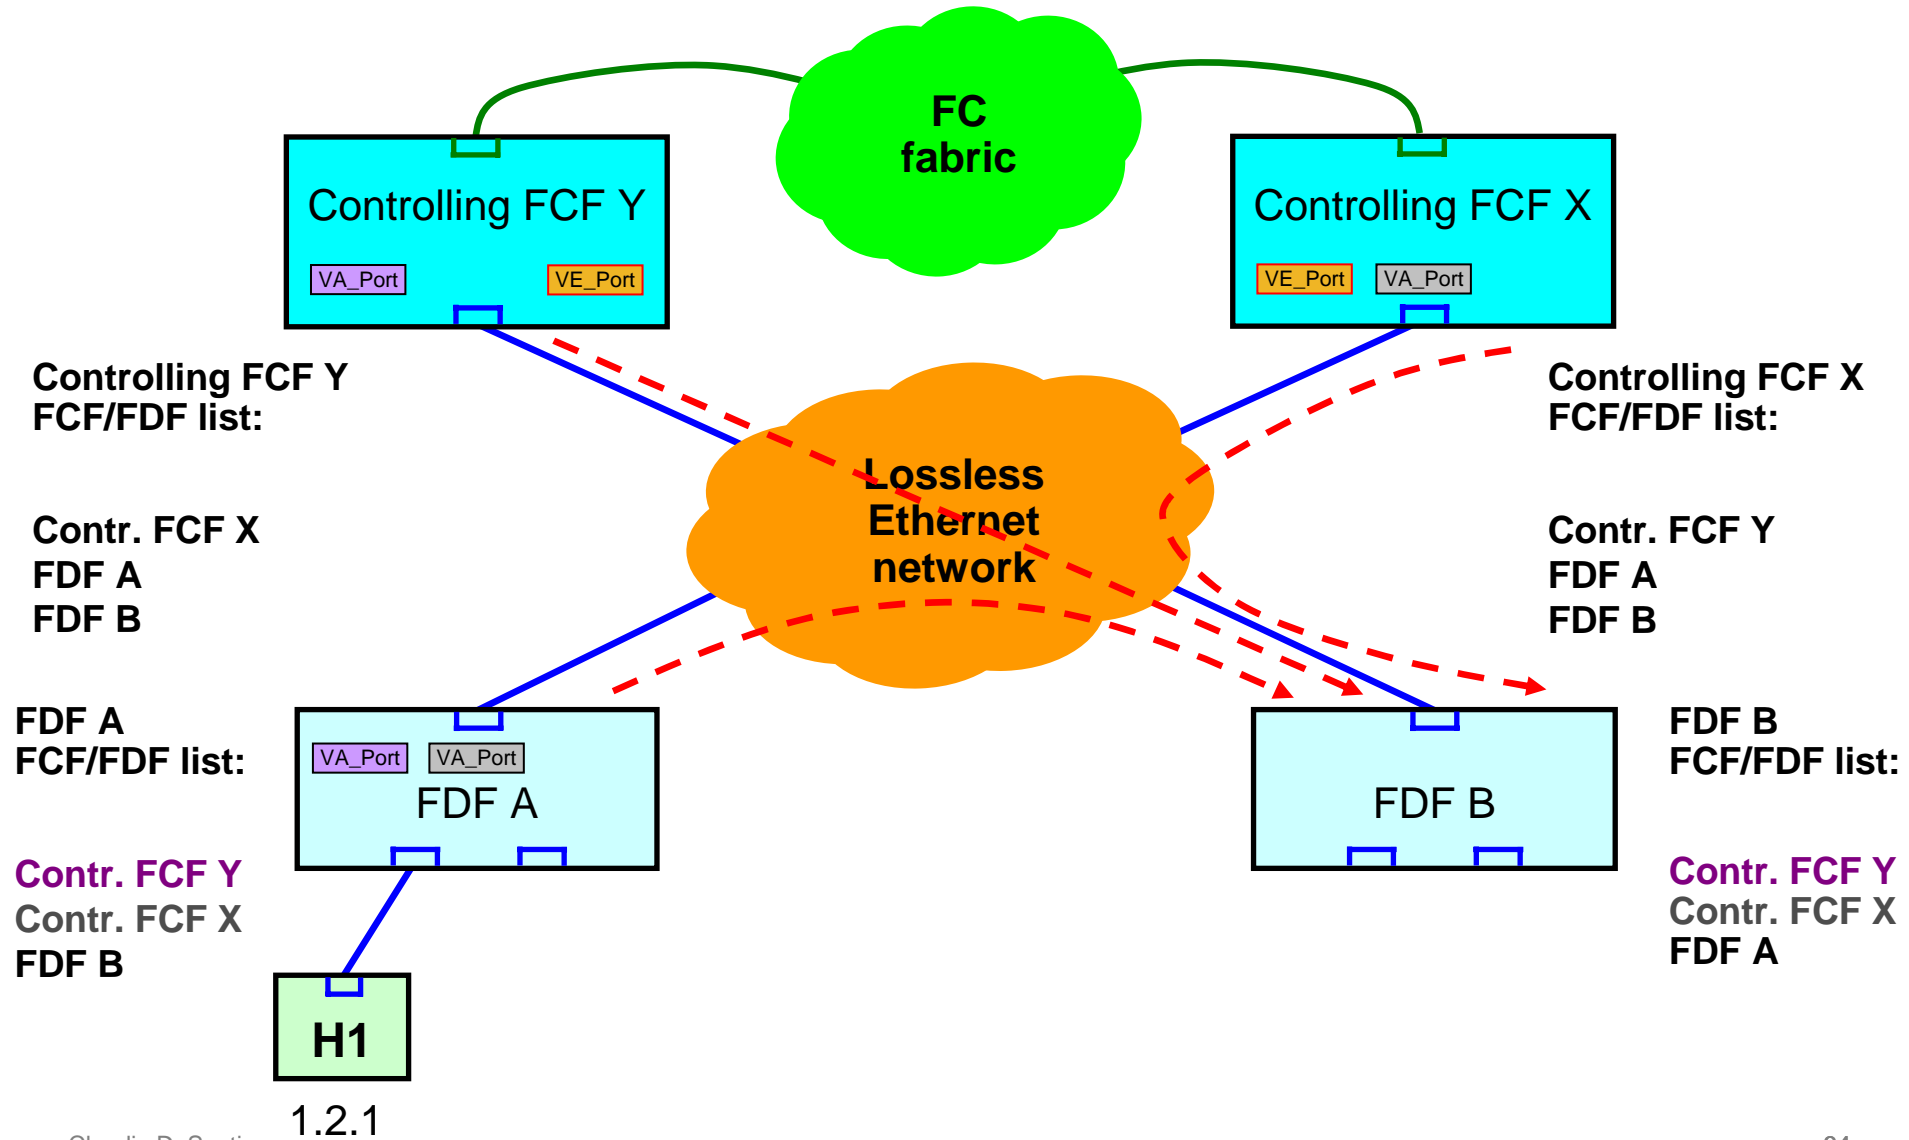 FC
fabric
Controlling FCF Y
VA_Port
VE_Port
Controlling FCF X
VE_Port
VA_Port
Controlling FCF Y
FCF/FDF list:
Contr. FCF X
FDF A
FDF B
Lossless
Ethernet
network
Controlling FCF X
FCF/FDF list:
Contr. FCF Y
FDF A
FDF B
FDF A
FCF/FDF list:
Contr. FCF Y
Contr. FCF X
FDF B
VA_Port
VA_Port
FDF A
FDF B
FDF B
FCF/FDF list:
Contr. FCF Y
Contr. FCF X
FDF A
H1
1.2.1